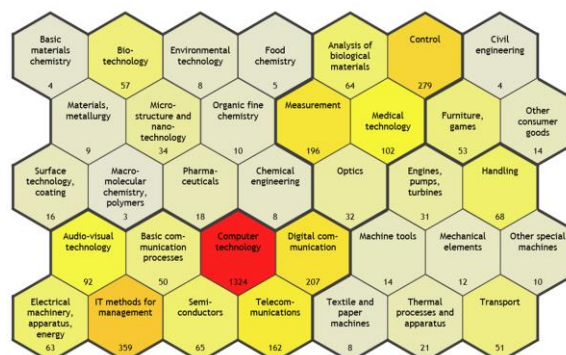 Basic
materials
chemistry
4
Bio-
technology
57
Environmental
technology
8
Food
chemistry
5
Analysis of
biological
materials
64
Control
279
Civil
engineering
4
Materials,
metallurgy
9
Micro-
structure and
nano-
technology
34
Organic fine
chemistry
10
Measurement
196
Medical
technology
102
Furniture,
games
53
Other
consumer
goods
14
Surface
technology,
coating
16
Macro-
molecular
chemistry,
polymers
3
Pharma-
ceuticals
18
Chemical
engineering
8
Optics
32
Engines,
pumps,
turbines
31
Handling
68
Audio-visual
technology
92
Basic com-
munication
processes
50
Computer
technology
1324
Digital com-
munication
207
Machine tools
14
Mechanical
elements
12
Other special
machines
10
Electrical
machinery,
apparatus,
energy
63
IT methods for
management
359
Semi-
conductors
65
Telecom-
munications
162
Textile and
paper
machines
8
Thermal
processes and
apparatus
21
Transport
51